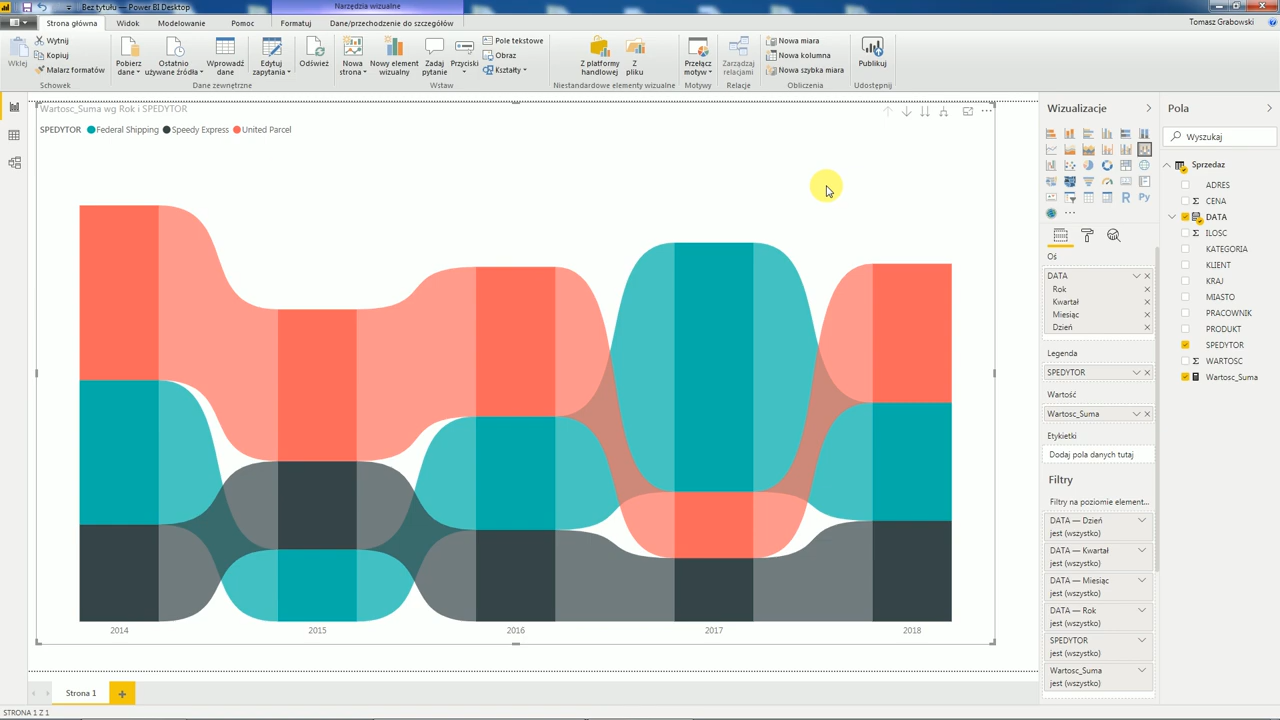 Bez tytułu — Power BI Desktop
Narzędzia wizualne
Strona główna
Widok
Modelowanie
Pomoc
Formatuj
Dane/przechodzenie do szczegółów
Tomasz Grabowski
Wklej
Wytnij
Kopiuj
Malarz formatów
Schowek
Pobierz dane
Ostatnio używane źródła
Wprowadź dane
Edytuj zapytania
Odśwież
Dane zewnętrzne
Nowa strona
Nowy element wizualny
Zadaj pytanie
Przyciski
Pole tekstowe
Obraz
Kształty
Wstaw
Z platformy handlowej
Z pliku
Niestandardowe elementy wizualne
Przełącz motyw
Motywy
Zarządzaj relacjami
Relacje
Nowa miara
Nowa kolumna
Nowa szybka miara
Obliczenia
Publikuj
Udostępnij
Wartosc_Suma wg Rok i SPEDYTOR
SPEDYTOR Federal Shipping Speedy Express United Parcel
2014 2015 2016 2017 2018
Wizualizacje
R Py
Oś
DATA
Rok
Kwartał
Miesiąc
Dzień
Legenda
SPEDYTOR
Wartość
Wartosc_Suma
Etykietki
Dodaj pola danych tutaj
Filtry
Filtry na poziomie element...
DATA — Dzień
jest (wszystko)
DATA — Kwartał
jest (wszystko)
DATA — Miesiąc
jest (wszystko)
DATA — Rok
jest (wszystko)
SPEDYTOR
jest (wszystko)
Wartosc_Suma
jest (wszystko)
Pola
Wyszukaj
Sprzedaz
ADRES
Σ CENA
DATA
Σ ILOSC
KATEGORIA
KLIENT
KRAJ
MIASTO
PRACOWNIK
PRODUKT
SPEDYTOR
Σ WARTOSC
Wartosc_Suma
Strona 1
STRONA 1 Z 1